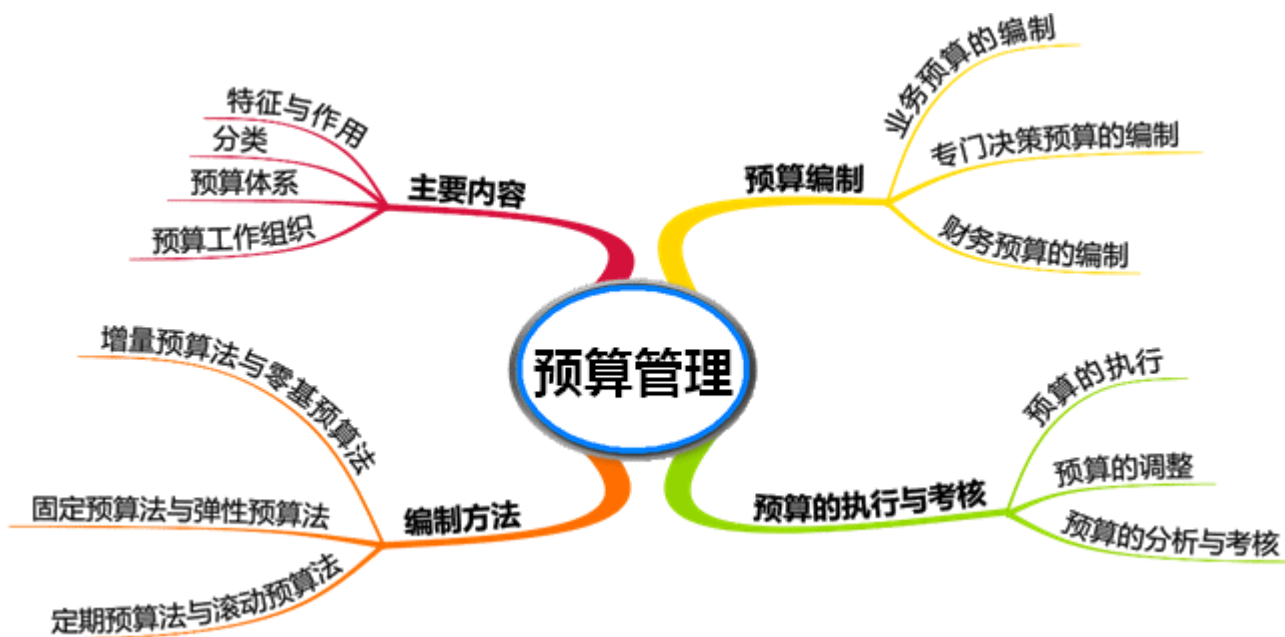 预算管理
主要内容
特征与作用
分类
预算体系
预算工作组织
编制方法
增量预算法与零基预算法
固定预算法与弹性预算法
定期预算法与滚动预算法
预算编制
业务预算的编制
专门决策预算的编制
财务预算的编制
预算的执行与考核
预算的执行
预算的调整
预算的分析与考核